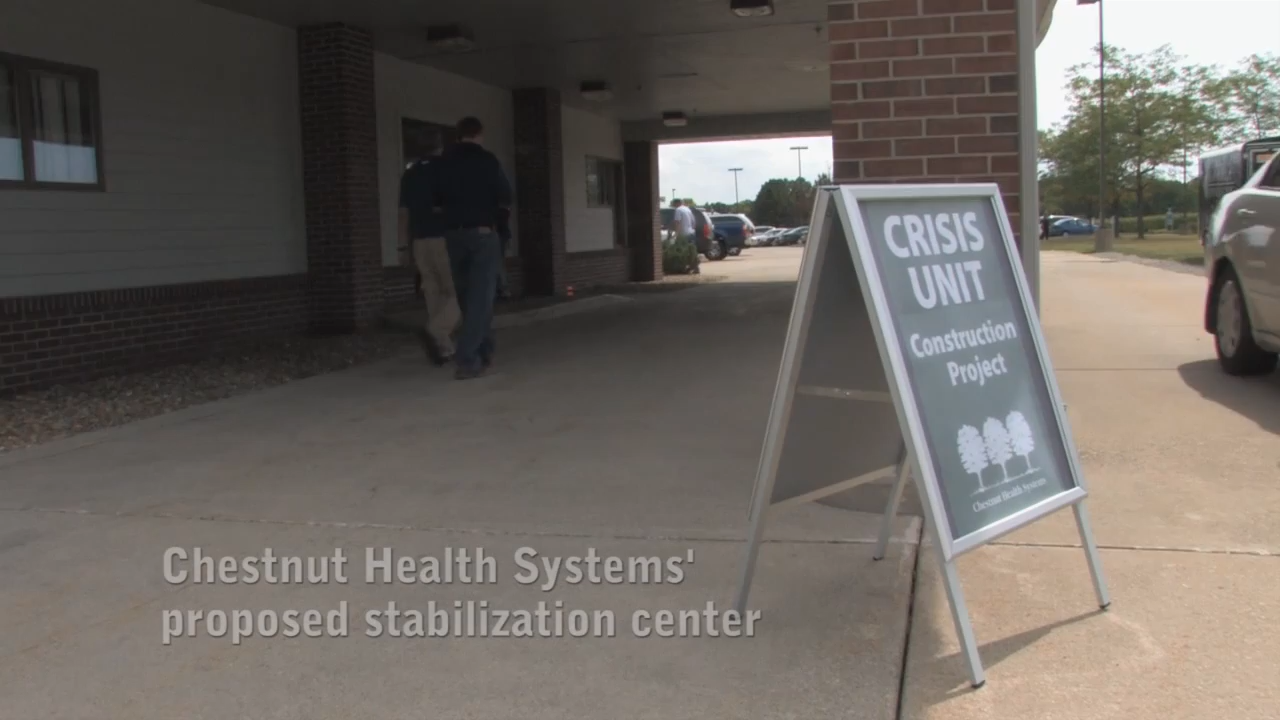 CRISIS
UNIT
Construction
Project
Chestnut Health Systems
Chestnut Health Systems'
proposed stabilization center